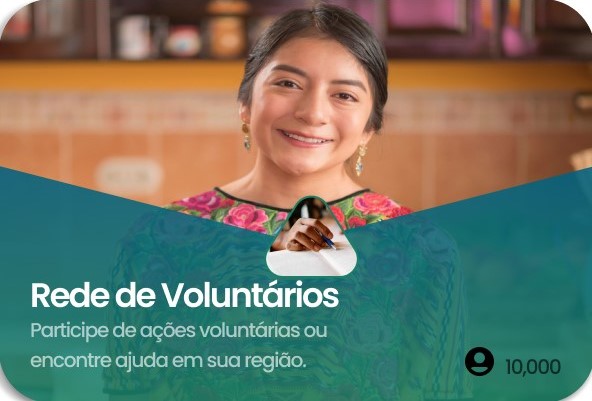 Rede de Voluntários
Participe de ações voluntárias ou
encontre ajuda em sua região.
10,000